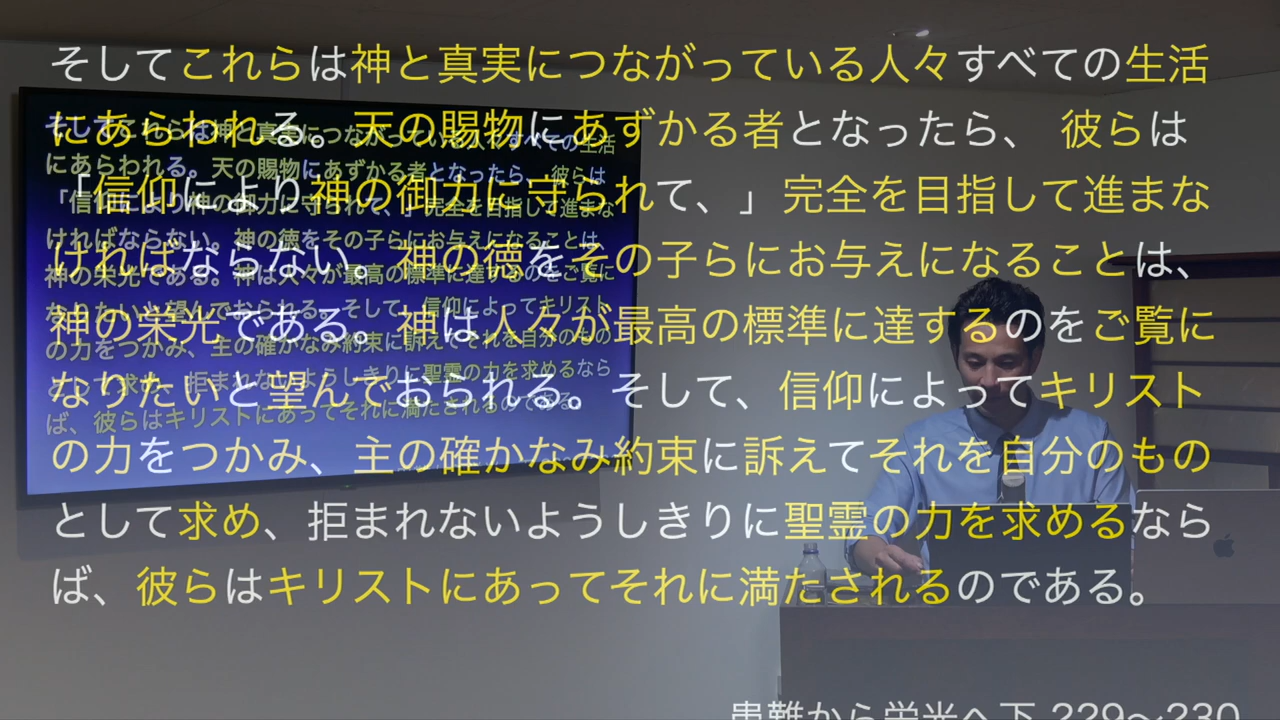 そしてこれらは神と真実につながっている人々すべての生活
にあらわれる。天の賜物にあずかる者となったら、 彼らは
「信仰により神の御力に守られて、」完全を目指して進まな
ければならない。神の徳をその子らにお与えになることは、
神の栄光である。神は人々が最高の標準に達するのをご覧に
なりたいと望んでおられる。そして、信仰によってキリスト
の力をつかみ、主の確かなみ約束に訴えてそれを自分のもの
として求め、拒まれないようしきりに聖霊の力を求めるなら
ば、彼らはキリストにあってそれに満たされるのである。
患難から栄光へ下 229〜230